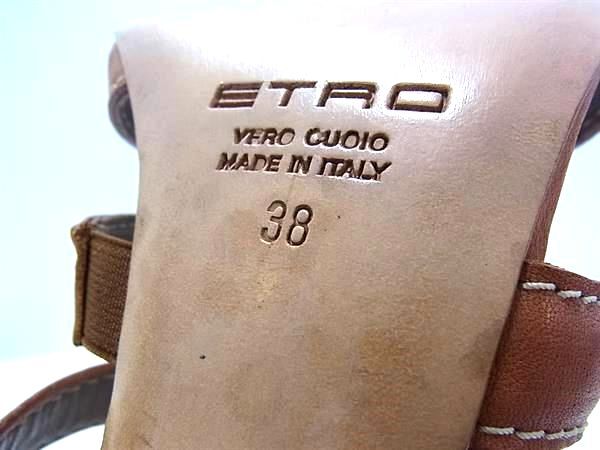 ETRO
VERO CUOIO
MADE IN ITALY
38